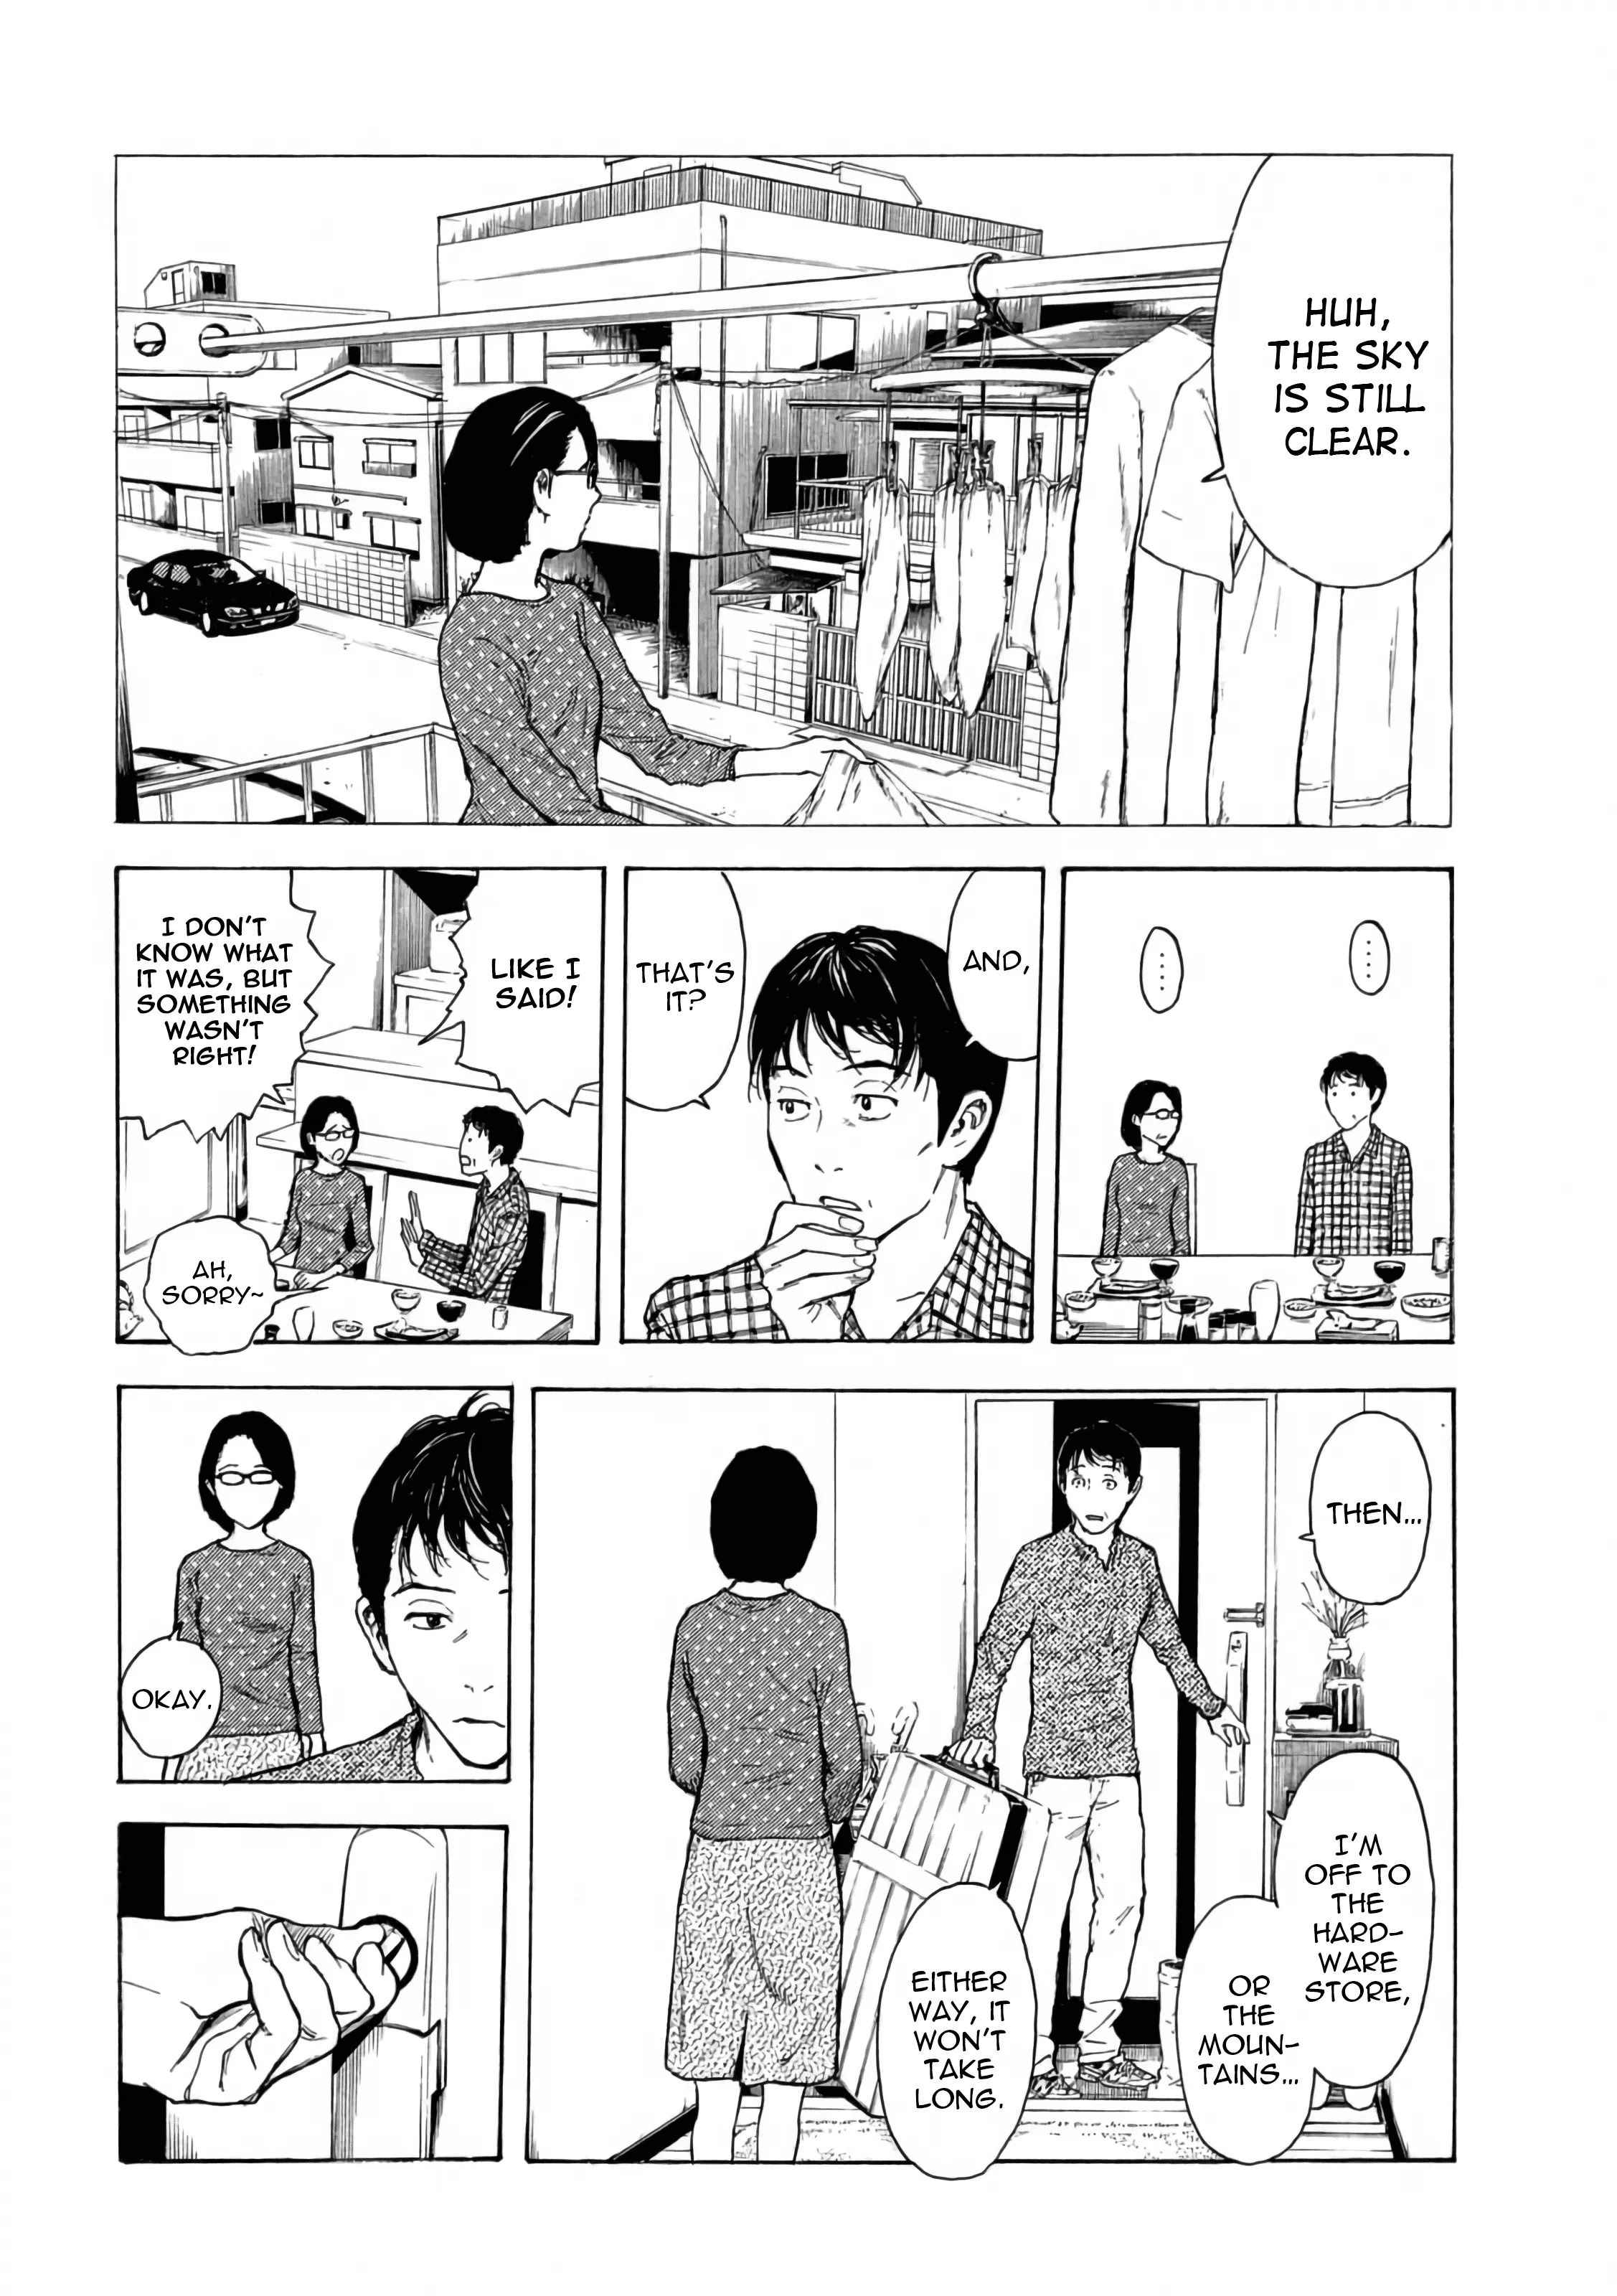 HUH,
THE SKY
IS STILL
CLEAR.
......
......
AND,
THAT'S
IT?
LIKE I
SAID!
I DON'T
KNOW WHAT
IT WAS, BUT
SOMETHING
WASN'T
RIGHT!
AH,
SORRY~
THEN...
I'M
OFF TO
THE
HARD-
WARE
STORE,
OR
THE
MOUN-
TAINS...
EITHER
WAY, IT
WON'T
TAKE
LONG.
OKAY.